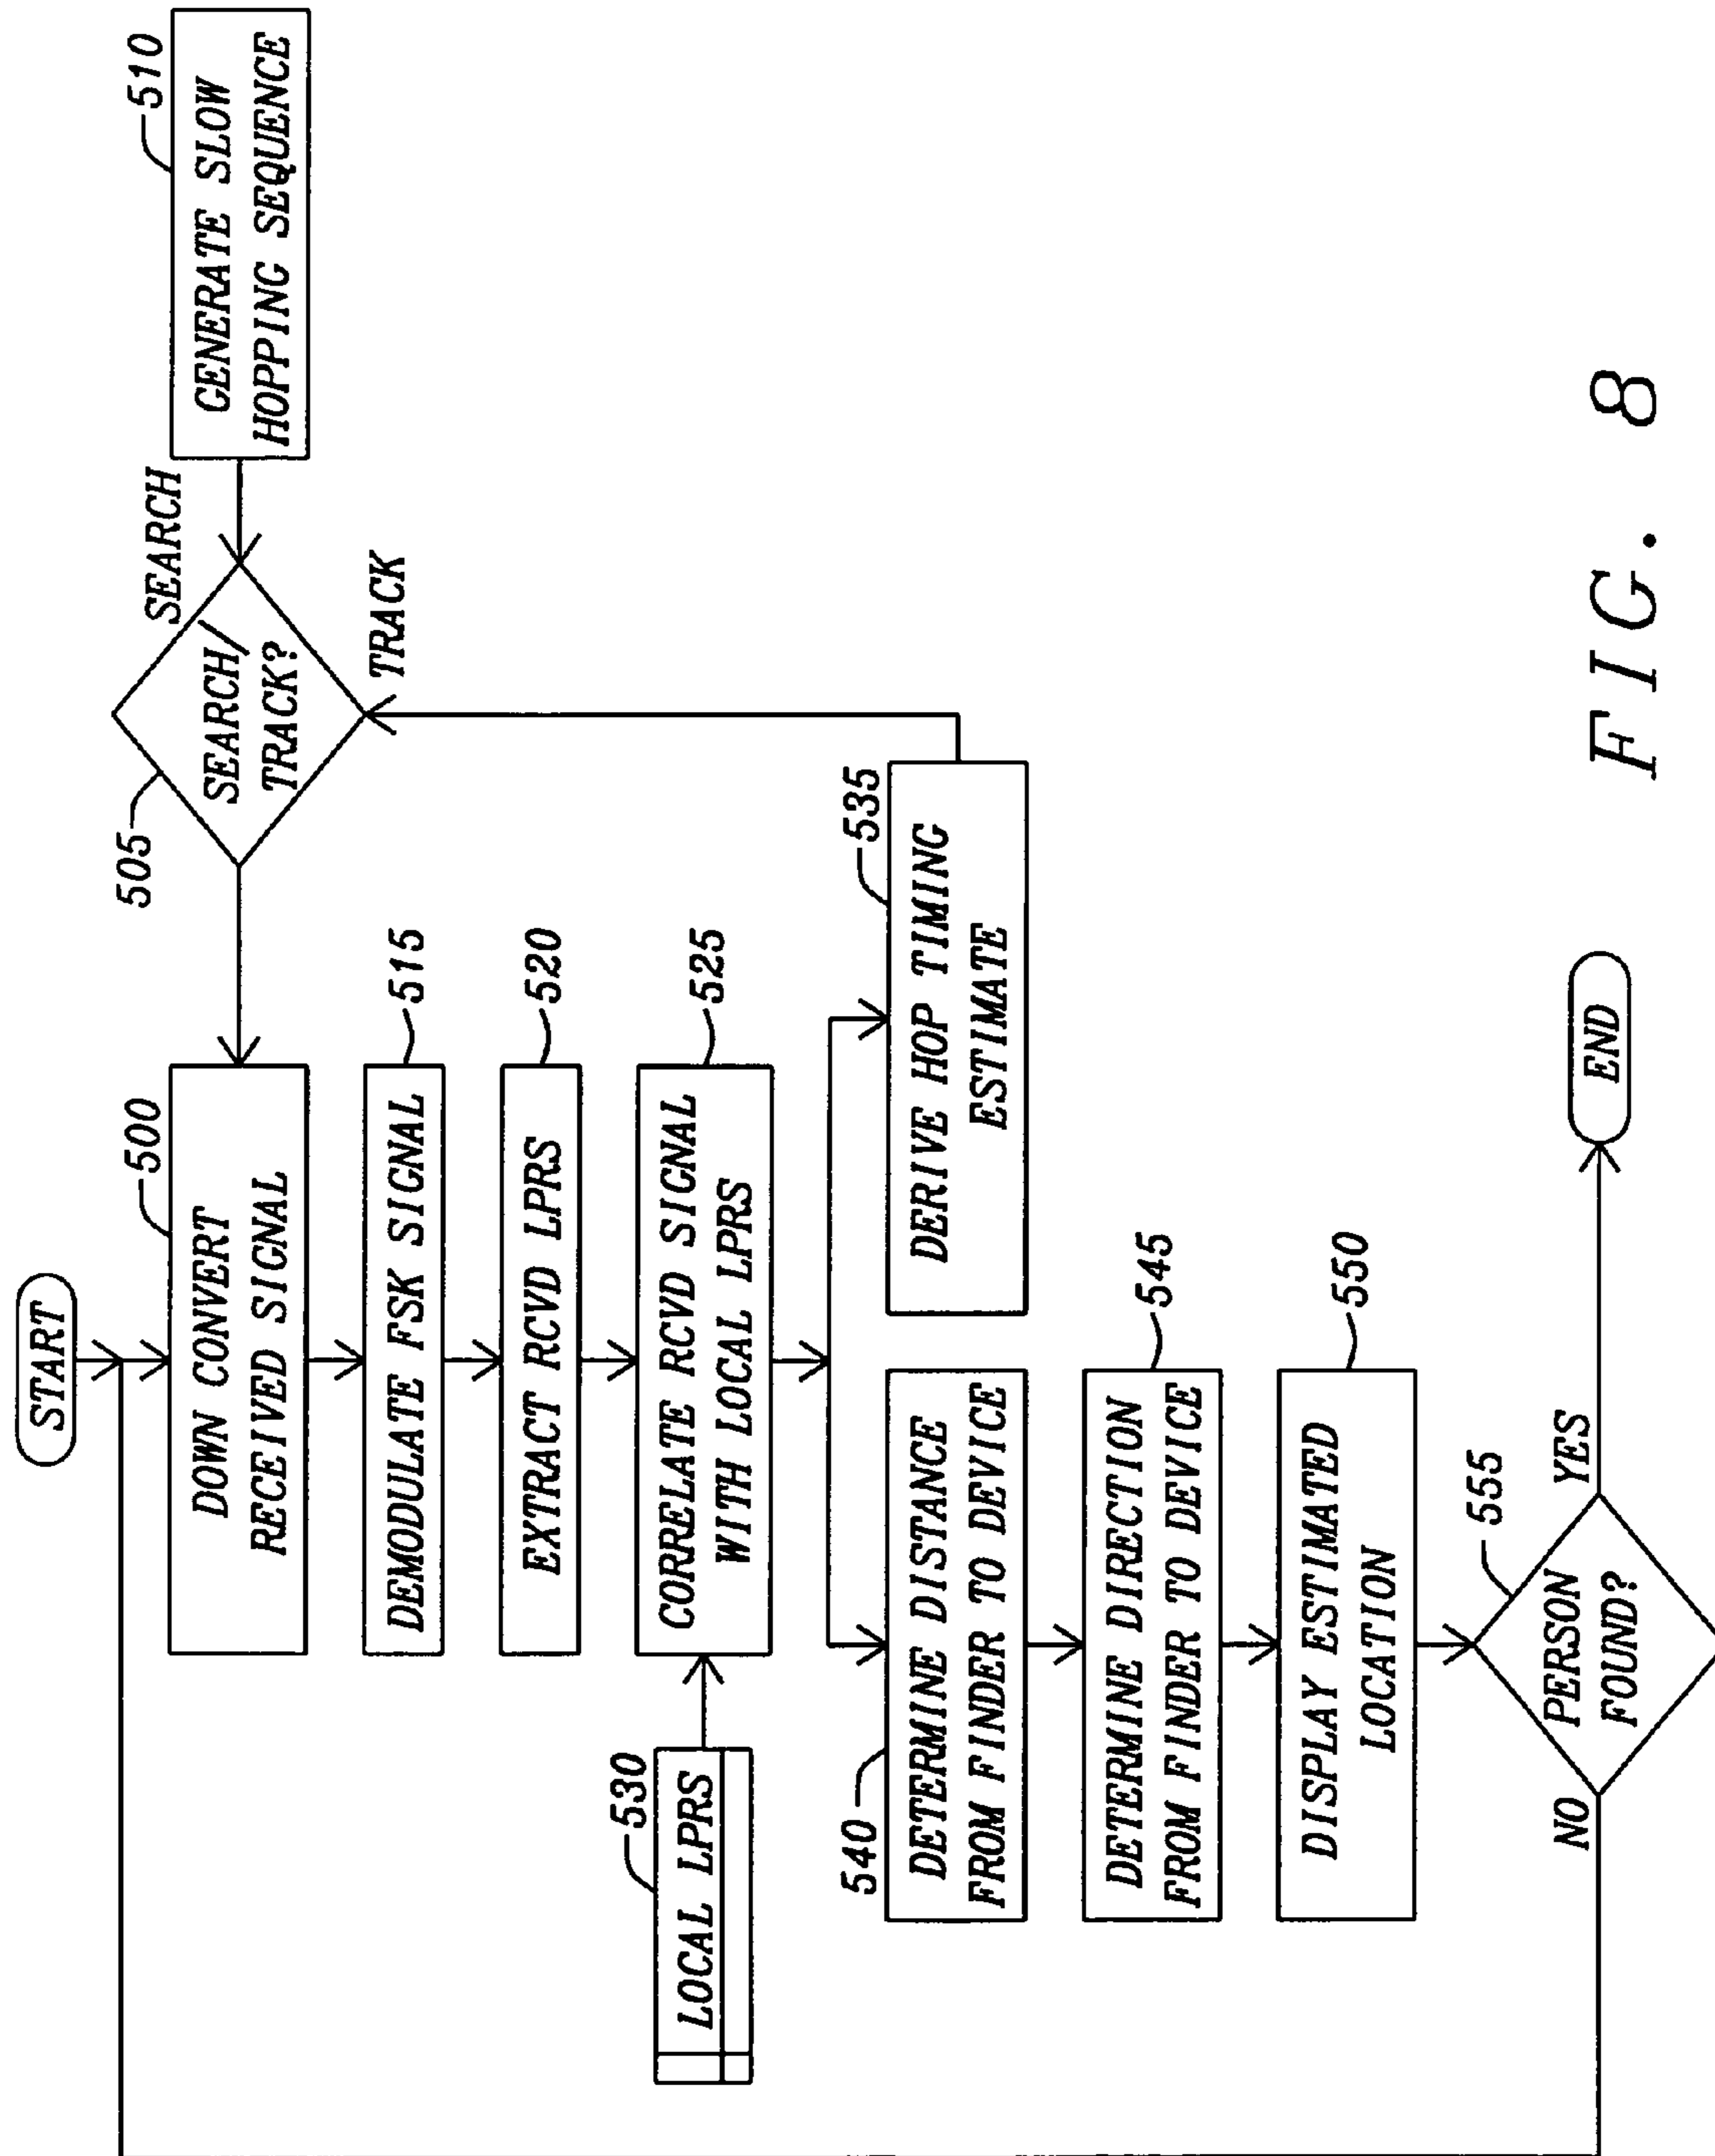 START
500
DOWN CONVERT
RECEIVED SIGNAL
505
SEARCH/
TRACK?
SEARCH
TRACK
510
GENERATE SLOW
HOPPING SEQUENCE
DEMODULATE FSK SIGNAL
515
EXTRACT RCVD LPRS
520
530
LOCAL LPRS
CORRELATE RCVD SIGNAL
WITH LOCAL LPRS
525
540
DETERMINE DISTANCE
FROM FINDER TO DEVICE
535
DERIVE HOP TIMING
ESTIMATE
DETERMINE DIRECTION
FROM FINDER TO DEVICE
545
DISPLAY ESTIMATED
LOCATION
550
PERSON
FOUND?
555
NO
YES
END
FIG. 8